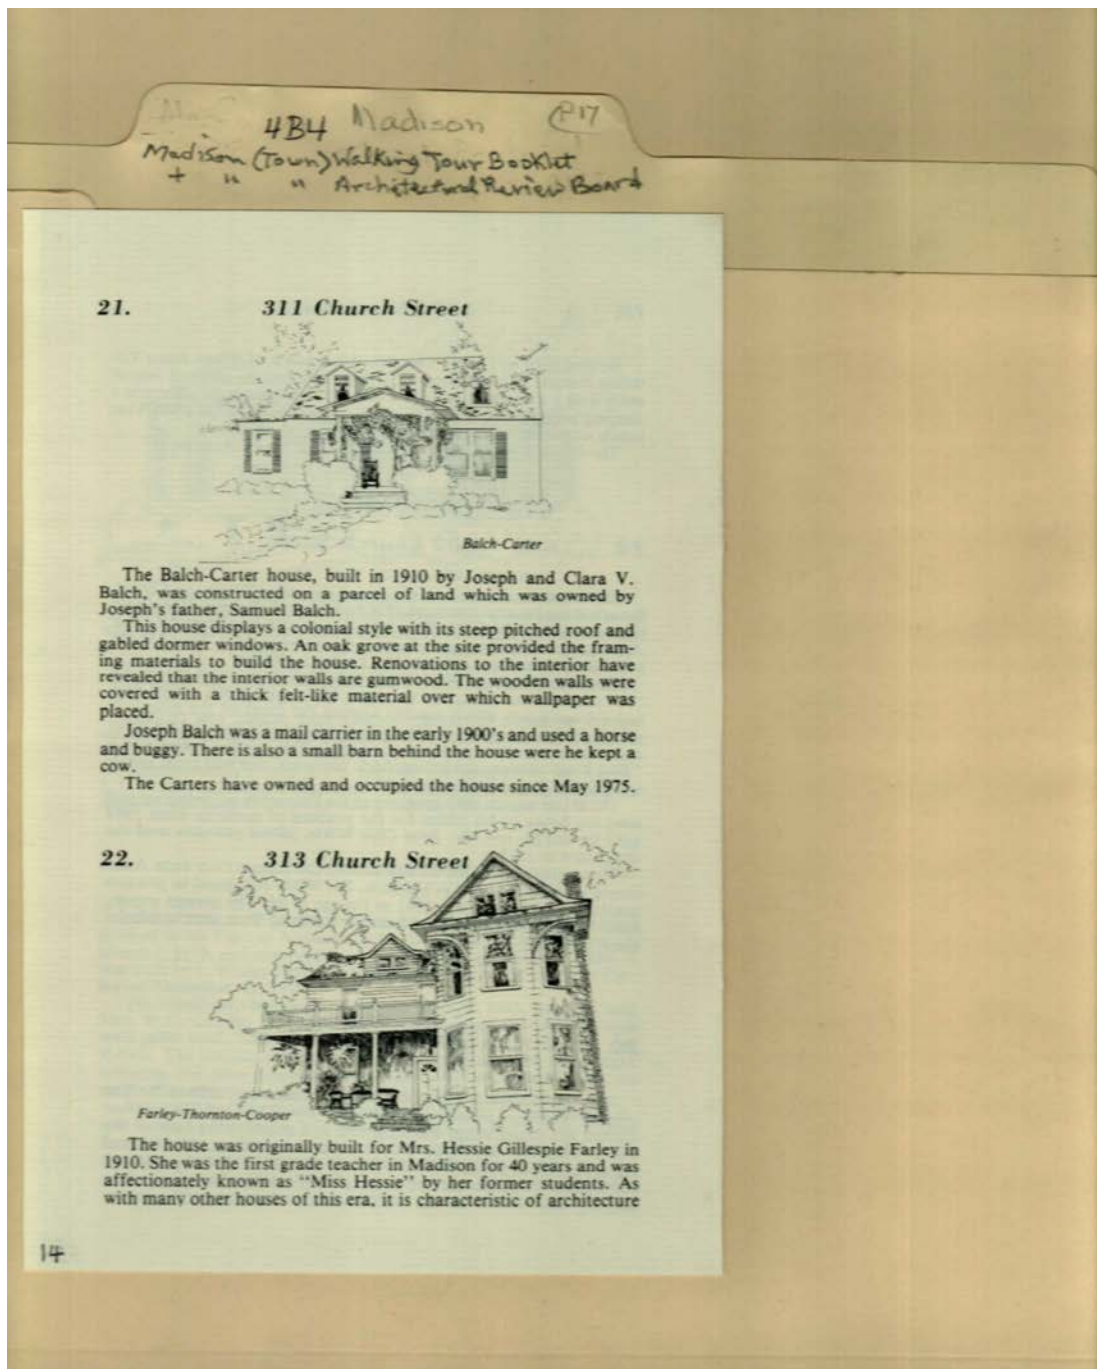 4B4 Madison P 17
Madison (Town) Walking Tour Booklet
+ " " Architectural Review Board
21. 311 Church Street
Balch-Carter
The Balch-Carter house, built in 1910 by Joseph and Clara V.
Balch, was constructed on a parcel of land which was owned by
Joseph's father, Samuel Balch.
This house displays a colonial style with its steep pitched roof and
gabled dormer windows. An oak grove at the site provided the fram-
ing materials to build the house. Renovations to the interior have
revealed that the interior walls are gumwood. The wooden walls were
covered with a thick felt-like material over which wallpaper was
placed.
Joseph Balch was a mail carrier in the early 1900's and used a horse
and buggy. There is also a small barn behind the house were he kept a
cow.
The Carters have owned and occupied the house since May 1975.
22. 313 Church Street
Farley-Thornton-Cooper
The house was originally built for Mrs. Hessie Gillespie Farley in
1910. She was the first grade teacher in Madison for 40 years and was
affectionately known as "Miss Hessie" by her former students. As
with many other houses of this era, it is characteristic of architecture
14